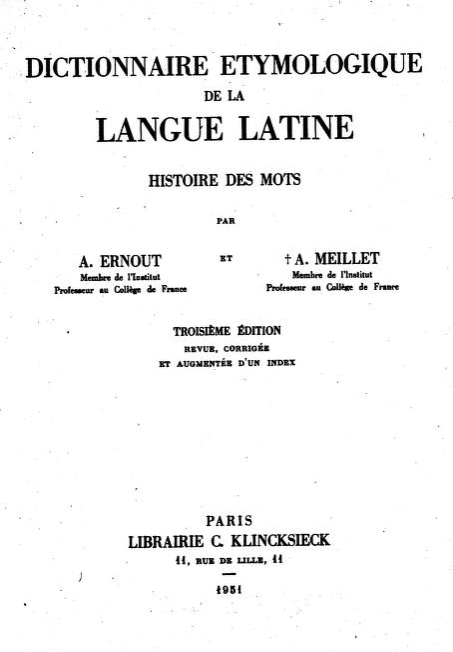 DICTIONNAIRE ETYMOLOGIQUE
DE LA
LANGUE LATINE
HISTOIRE DES MOTS
PAR
A. ERNOUT
Membre de l'Institut
Professeur au Collège de France
ET
† A. MEILLET
Membre de l'Institut
Professeur au Collège de France
TROISIÈME ÉDITION
REVUE, CORRIGÉE
ET AUGMENTÉE D'UN INDEX
PARIS
LIBRAIRIE C. KLINCKSIECK
11, RUE DE LILLE, 11
1951